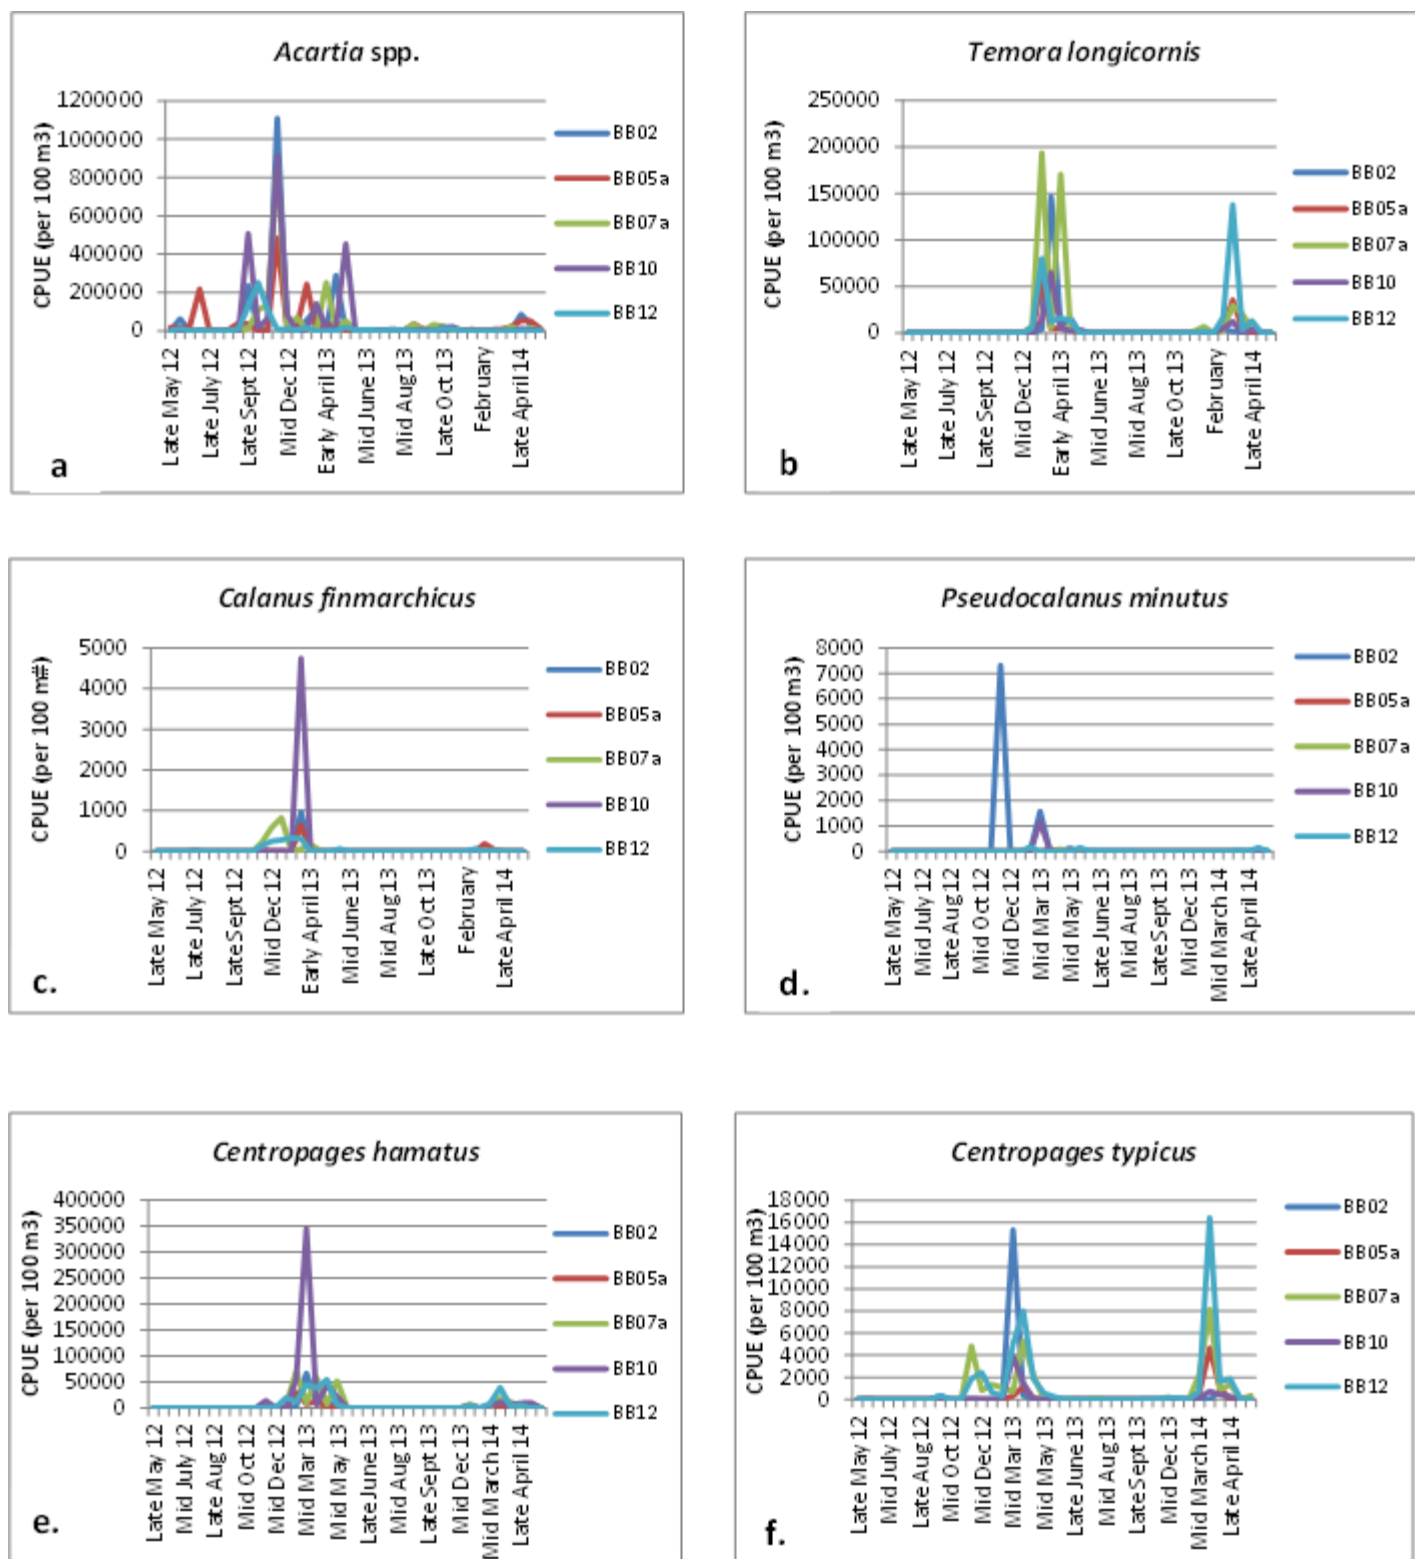 Acartia spp.
CPUE (per 100 m3)
1200000
1000000
800000
600000
400000
200000
0
Late May 12
Late July 12
Late Sept 12
Mid Dec 12
Early April 13
Mid June 13
Mid Aug 13
Late Oct 13
February
Late April 14
BB02
BB05a
BB07a
BB10
BB12
a
Temora longicornis
CPUE (per 100 m3)
250000
200000
150000
100000
50000
0
Late May 12
Late July 12
Late Sept 12
Mid Dec 12
Early April 13
Mid June 13
Mid Aug 13
Late Oct 13
February
Late April 14
BB02
BB05a
BB07a
BB10
BB12
b
Calanus finmarchicus
CPUE (per 100 m#)
5000
4000
3000
2000
1000
0
Late May 12
Late July 12
Late Sept 12
Mid Dec 12
Early April 13
Mid June 13
Mid Aug 13
Late Oct 13
February
Late April 14
BB02
BB05a
BB07a
BB10
BB12
c.
Pseudocalanus minutus
CPUE (per 100 m3)
8000
7000
6000
5000
4000
3000
2000
1000
0
Late May 12
Mid July 12
Late Aug 12
Mid Oct 12
Mid Dec 12
Mid Mar 13
Mid May 13
Late June 13
Mid Aug 13
Late Sept 13
Mid Dec 13
Mid March 14
Late April 14
BB02
BB05a
BB07a
BB10
BB12
d.
Centropages hamatus
CPUE (per 100 m3)
400000
350000
300000
250000
200000
150000
100000
50000
0
Late May 12
Mid July 12
Late Aug 12
Mid Oct 12
Mid Dec 12
Mid Mar 13
Mid May 13
Late June 13
Mid Aug 13
Late Sept 13
Mid Dec 13
Mid March 14
Late April 14
BB02
BB05a
BB07a
BB10
BB12
e.
Centropages typicus
CPUE (per 100 m3)
18000
16000
14000
12000
10000
8000
6000
4000
2000
0
Late May 12
Mid July 12
Late Aug 12
Mid Oct 12
Mid Dec 12
Mid Mar 13
Mid May 13
Late June 13
Mid Aug 13
Late Sept 13
Mid Dec 13
Mid March 14
Late April 14
BB02
BB05a
BB07a
BB10
BB12
f.